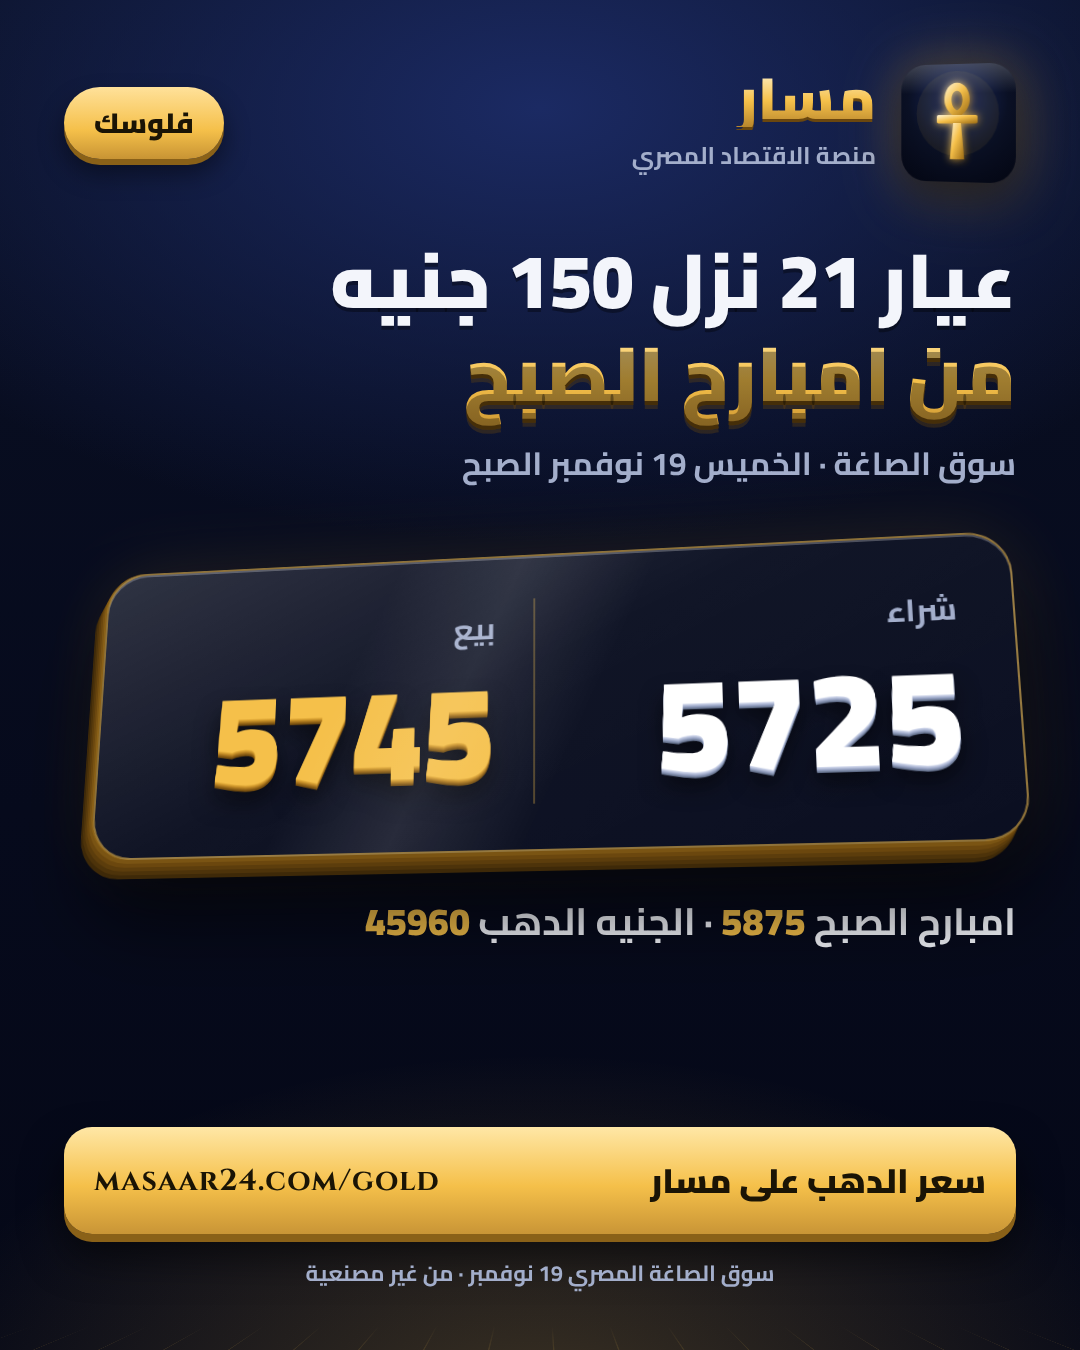 مسار
منصة الاقتصاد المصري
فلوسك
عيار 21 نزل 150 جنيه
من امبارح الصبح
سوق الصاغة · الخميس 19 نوفمبر الصبح
شراء
5725
بيع
5745
امبارح الصبح 5875 · الجنيه الدهب 45960
سعر الدهب على مسار
MASAAR24.COM/GOLD
سوق الصاغة المصري 19 نوفمبر · من غير مصنعية